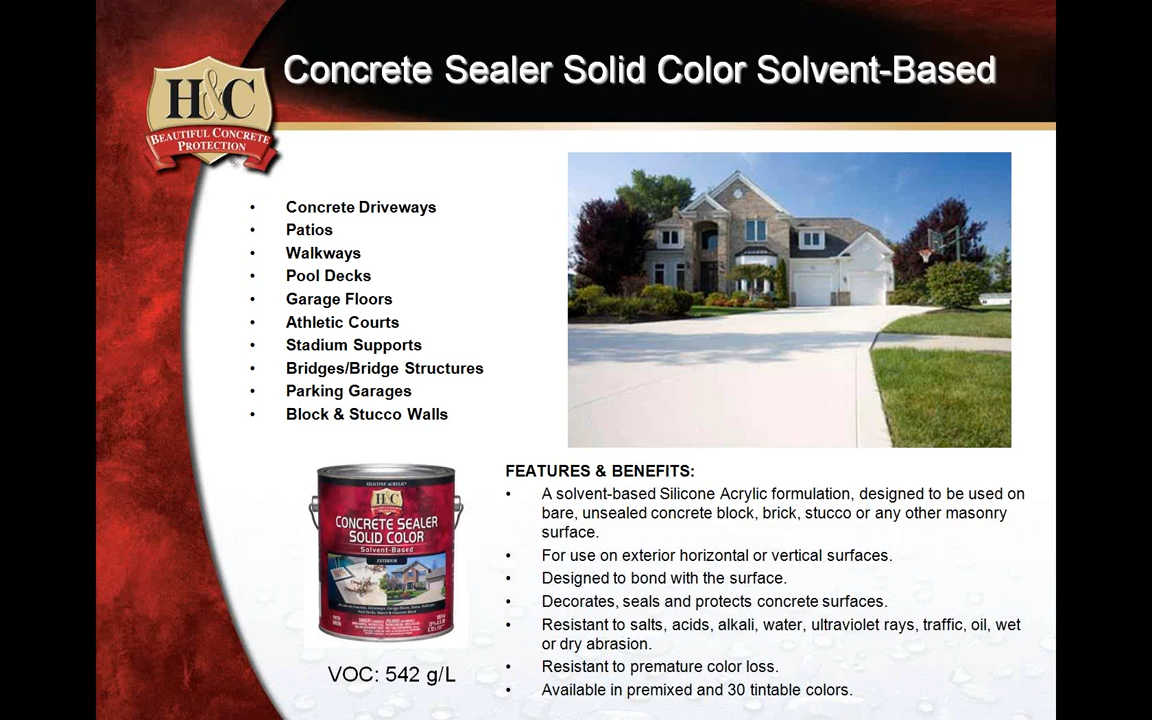 Concrete Sealer Solid Color Solvent-Based
H&C
BEAUTIFUL CONCRETE
PROTECTION
• Concrete Driveways
• Patios
• Walkways
• Pool Decks
• Garage Floors
• Athletic Courts
• Stadium Supports
• Bridges/Bridge Structures
• Parking Garages
• Block & Stucco Walls
SILICONE ACRYLIC
H&C
CONCRETE SEALER
SOLID COLOR
Solvent-Based
EXTERIOR
VOC: 542 g/L
FEATURES & BENEFITS:
• A solvent-based Silicone Acrylic formulation, designed to be used on
bare, unsealed concrete block, brick, stucco or any other masonry
surface.
• For use on exterior horizontal or vertical surfaces.
• Designed to bond with the surface.
• Decorates, seals and protects concrete surfaces.
• Resistant to salts, acids, alkali, water, ultraviolet rays, traffic, oil, wet
or dry abrasion.
• Resistant to premature color loss.
• Available in premixed and 30 tintable colors.